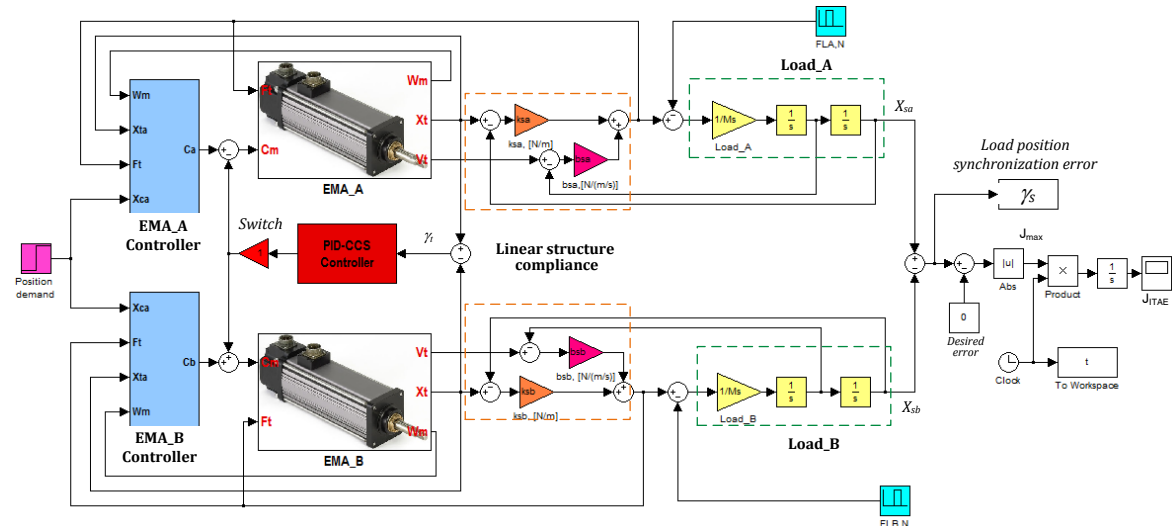 FLA,N
Load_A
Wm
Xta
Ft
Xca
Ca
EMA_A
Controller
Ft
Cm
Wm
Xt
Vt
EMA_A
ksa
ksa, [N/m]
bsa
bsa,[N/(m/s)]
1/Ms
Load_A
1
s
1
s
Xsa
Load position
synchronization error
γs
Switch
1
PID-CCS
Controller
γt
Linear structure
compliance
Position
demand
Jmax
|u|
Abs
×
Product
1
s
JITAE
0
Desired
error
Clock
t
To Workspace
Xca
Ft
Xta
Wm
Cb
EMA_B
Controller
Cm
Ft
Vt
Xt
Wm
EMA_B
bsb
bsb, [N/(m/s)]
ksb
ksb,[N/m]
1/Ms
Load_B
1
s
1
s
Xsb
Load_B
FLB,N